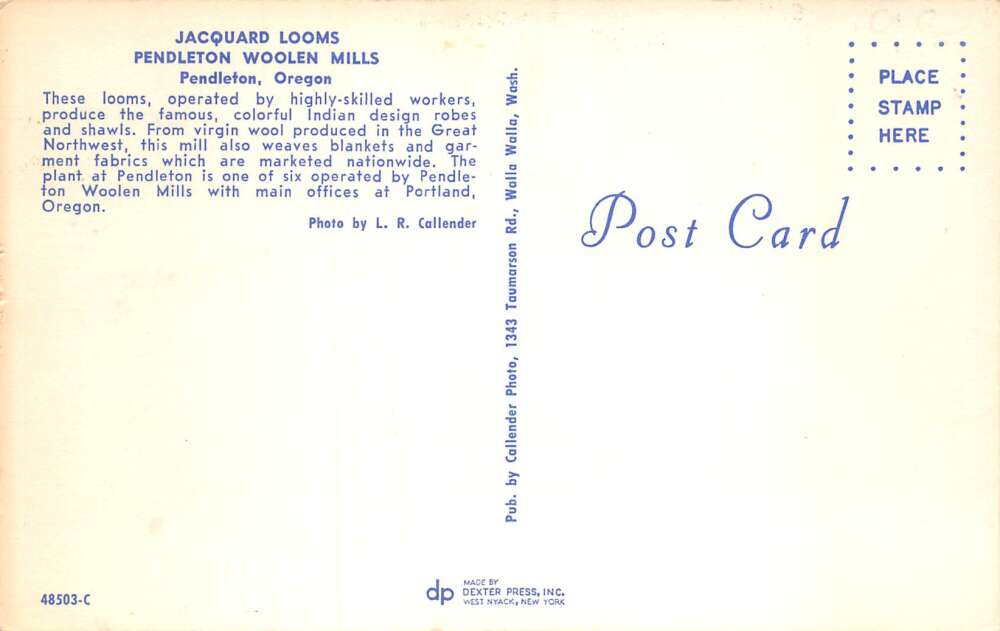 JACQUARD LOOMS
PENDLETON WOOLEN MILLS
Pendleton, Oregon
These looms, operated by highly-skilled workers,
produce the famous, colorful Indian design robes
and shawls. From virgin wool produced in the Great
Northwest, this mill also weaves blankets and gar-
ment fabrics which are marketed nationwide. The
plant at Pendleton is one of six operated by Pendle-
ton Woolen Mills with main offices at Portland,
Oregon.
Photo by L. R. Callender
48503-C
Pub. by Callender Photo, 1343 Taumarson Rd., Walla Walla, Wash.
dp
MADE BY
DEXTER PRESS, INC.
WEST NYACK, NEW YORK
PLACE
STAMP
HERE
Post Card